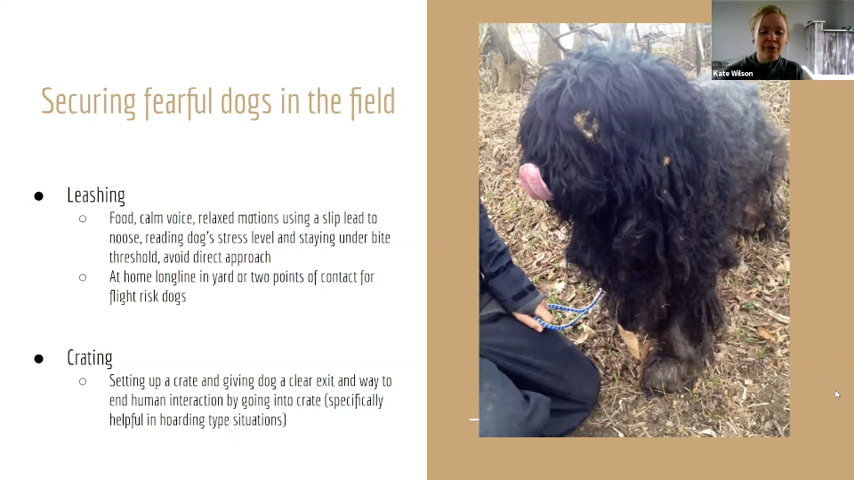 Securing fearful dogs in the field
● Leashing
○ Food, calm voice, relaxed motions using a slip lead to
noose, reading dog's stress level and staying under bite
threshold, avoid direct approach
○ At home longline in yard or two points of contact for
flight risk dogs
● Crating
○ Setting up a crate and giving dog a clear exit and way to
end human interaction by going into crate (specifically
helpful in hoarding type situations)
Kate Wilson